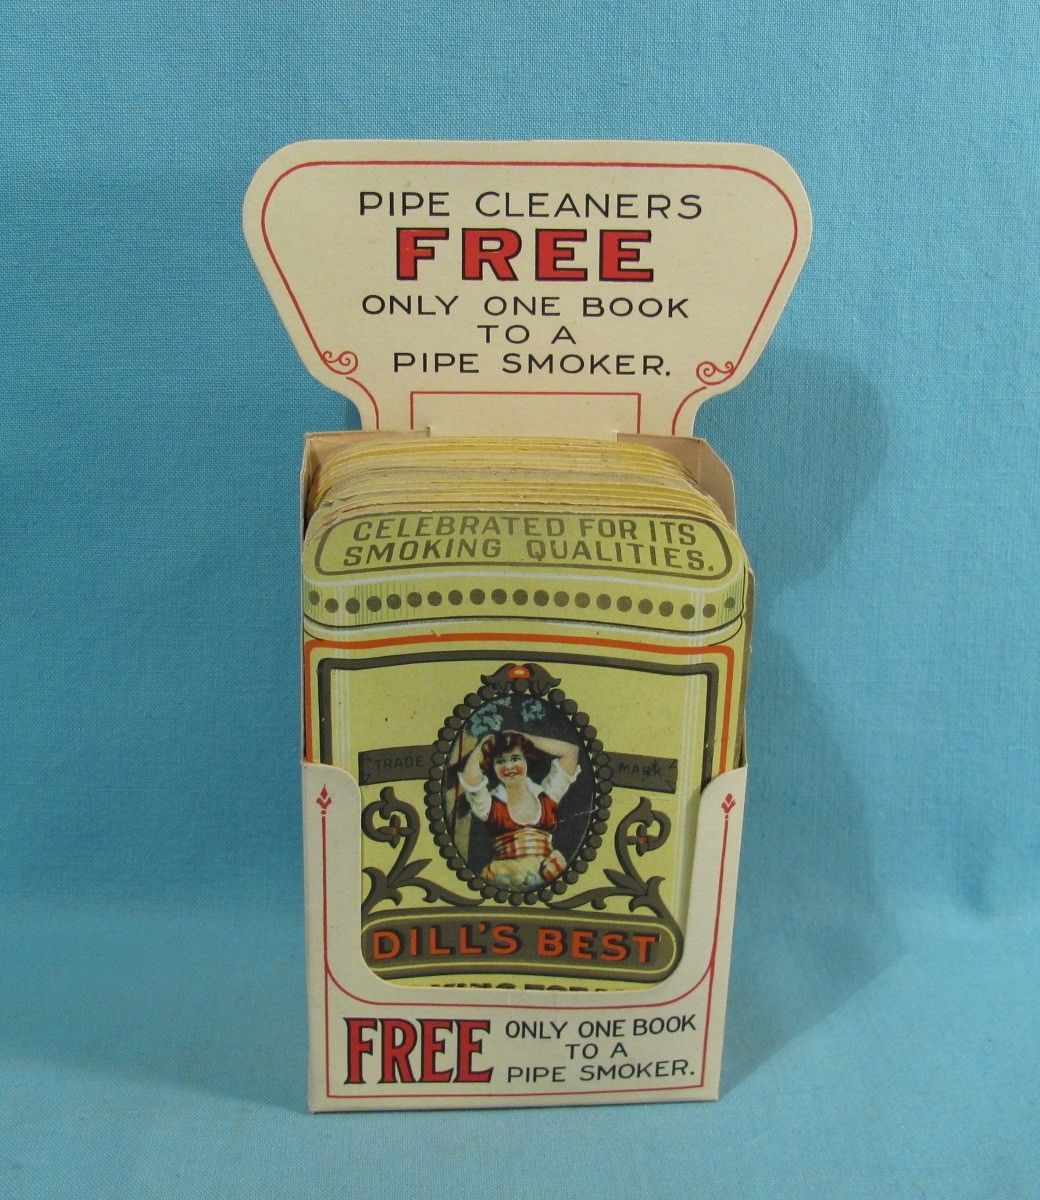 PIPE CLEANERS
FREE
ONLY ONE BOOK
TO A
PIPE SMOKER.
CELEBRATED FOR ITS
SMOKING QUALITIES.
TRADE MARK
DILL'S BEST
FREE
ONLY ONE BOOK
TO A
PIPE SMOKER.